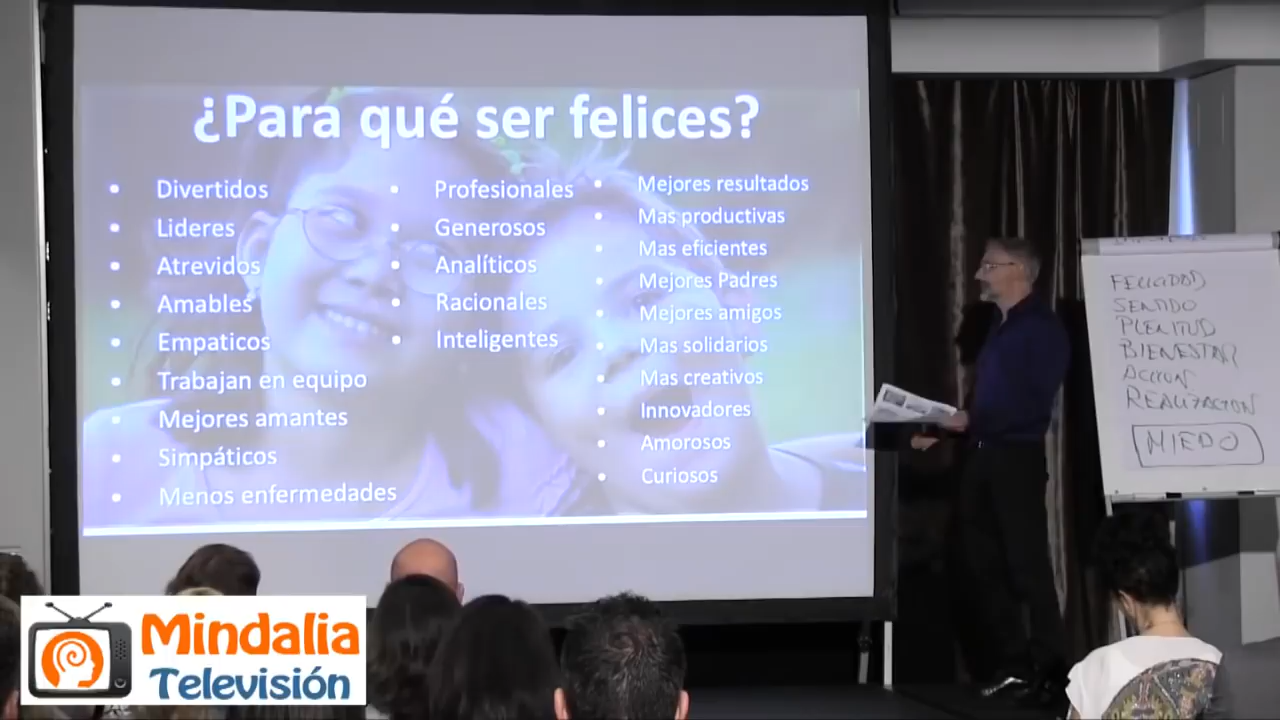 ¿Para qué ser felices?
Divertidos
Lideres
Atrevidos
Amables
Empaticos
Trabajan en equipo
Mejores amantes
Simpáticos
Menos enfermedades
Profesionales
Generosos
Analíticos
Racionales
Inteligentes
Mejores resultados
Mas productivas
Mas eficientes
Mejores Padres
Mejores amigos
Mas solidarios
Mas creativos
Innovadores
Amorosos
Curiosos
FELICIDAD
SENTIDO
PLENITUD
BIENESTAR
ACCION
REALIZACION
MIEDO
Mindalia
Televisión